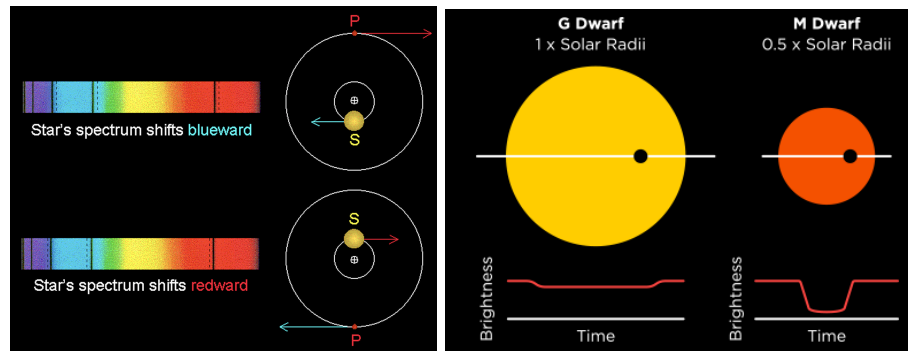 P
S
Star's spectrum shifts blueward
S
Star's spectrum shifts redward
P
G Dwarf
1 x Solar Radii
M Dwarf
0.5 x Solar Radii
Brightness
Time
Brightness
Time